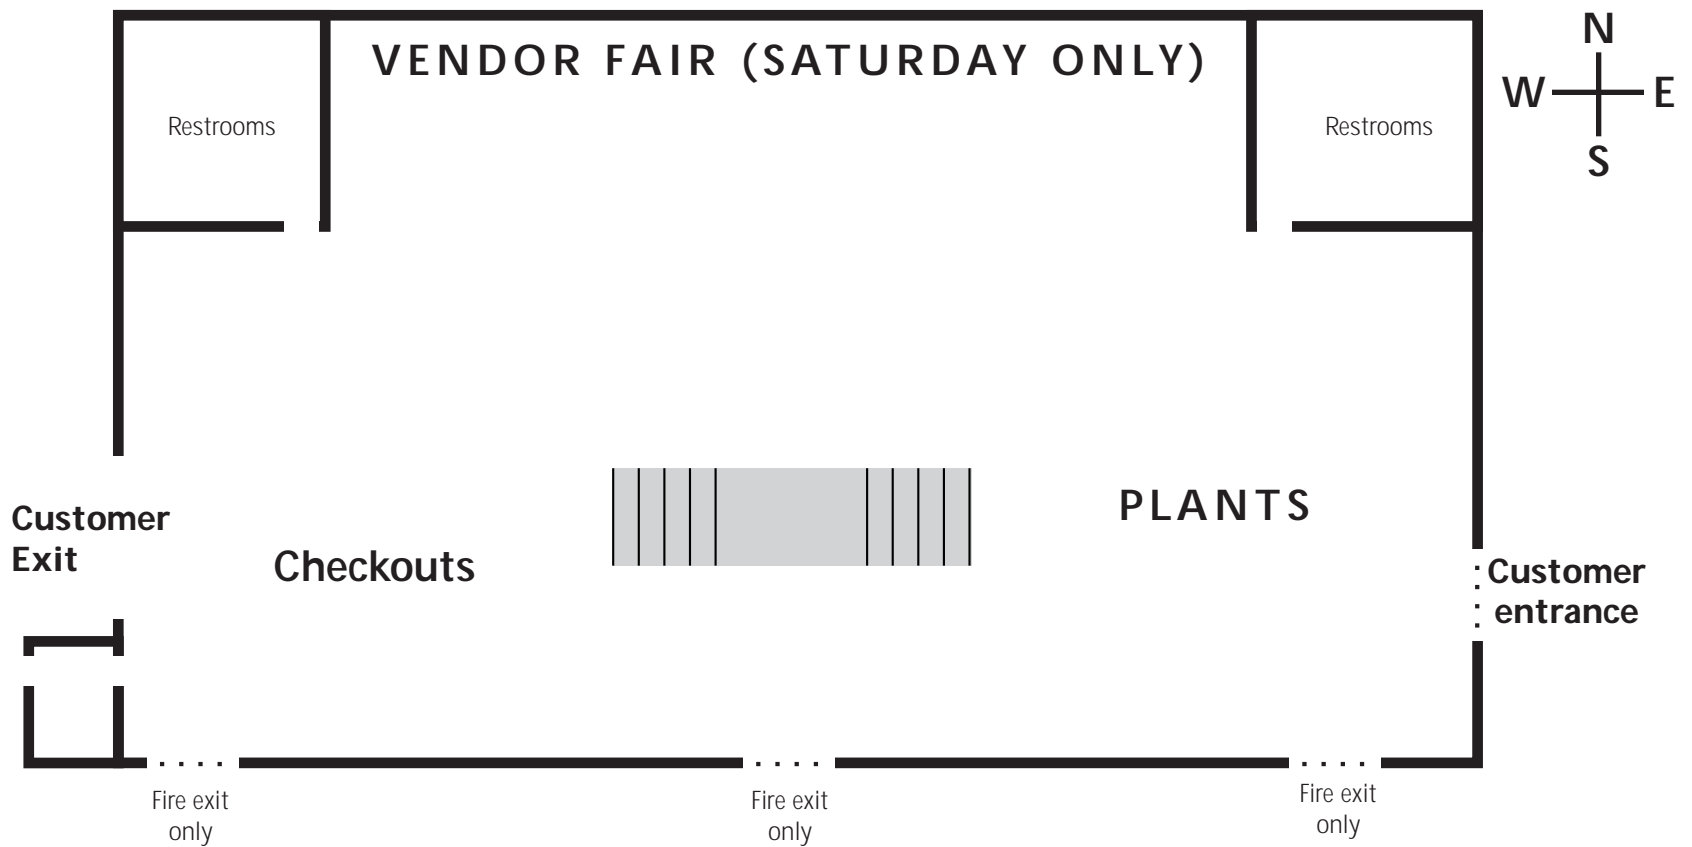 N
VENDOR FAIR (SATURDAY ONLY)
W E
Restrooms
Restrooms
S
PLANTS
Customer
Exit
Checkouts
Customer
entrance
Fire exit
only
Fire exit
only
Fire exit
only